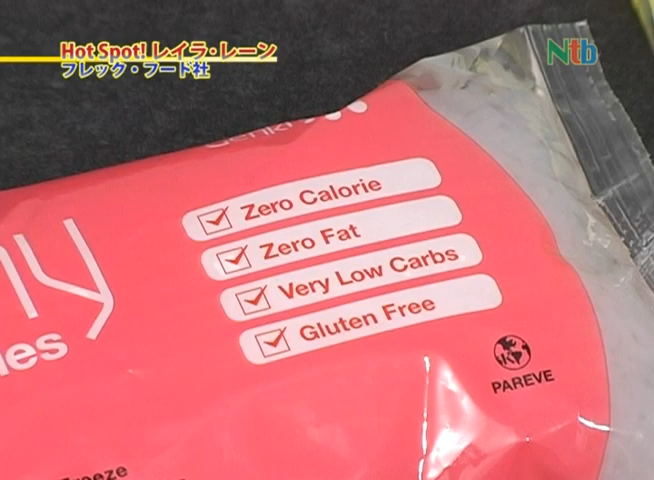 Hot Spot! レイラ・レーン
フレック・フード社
Ntb
Zero Calorie
Zero Fat
Very Low Carbs
Gluten Free
PAREVE